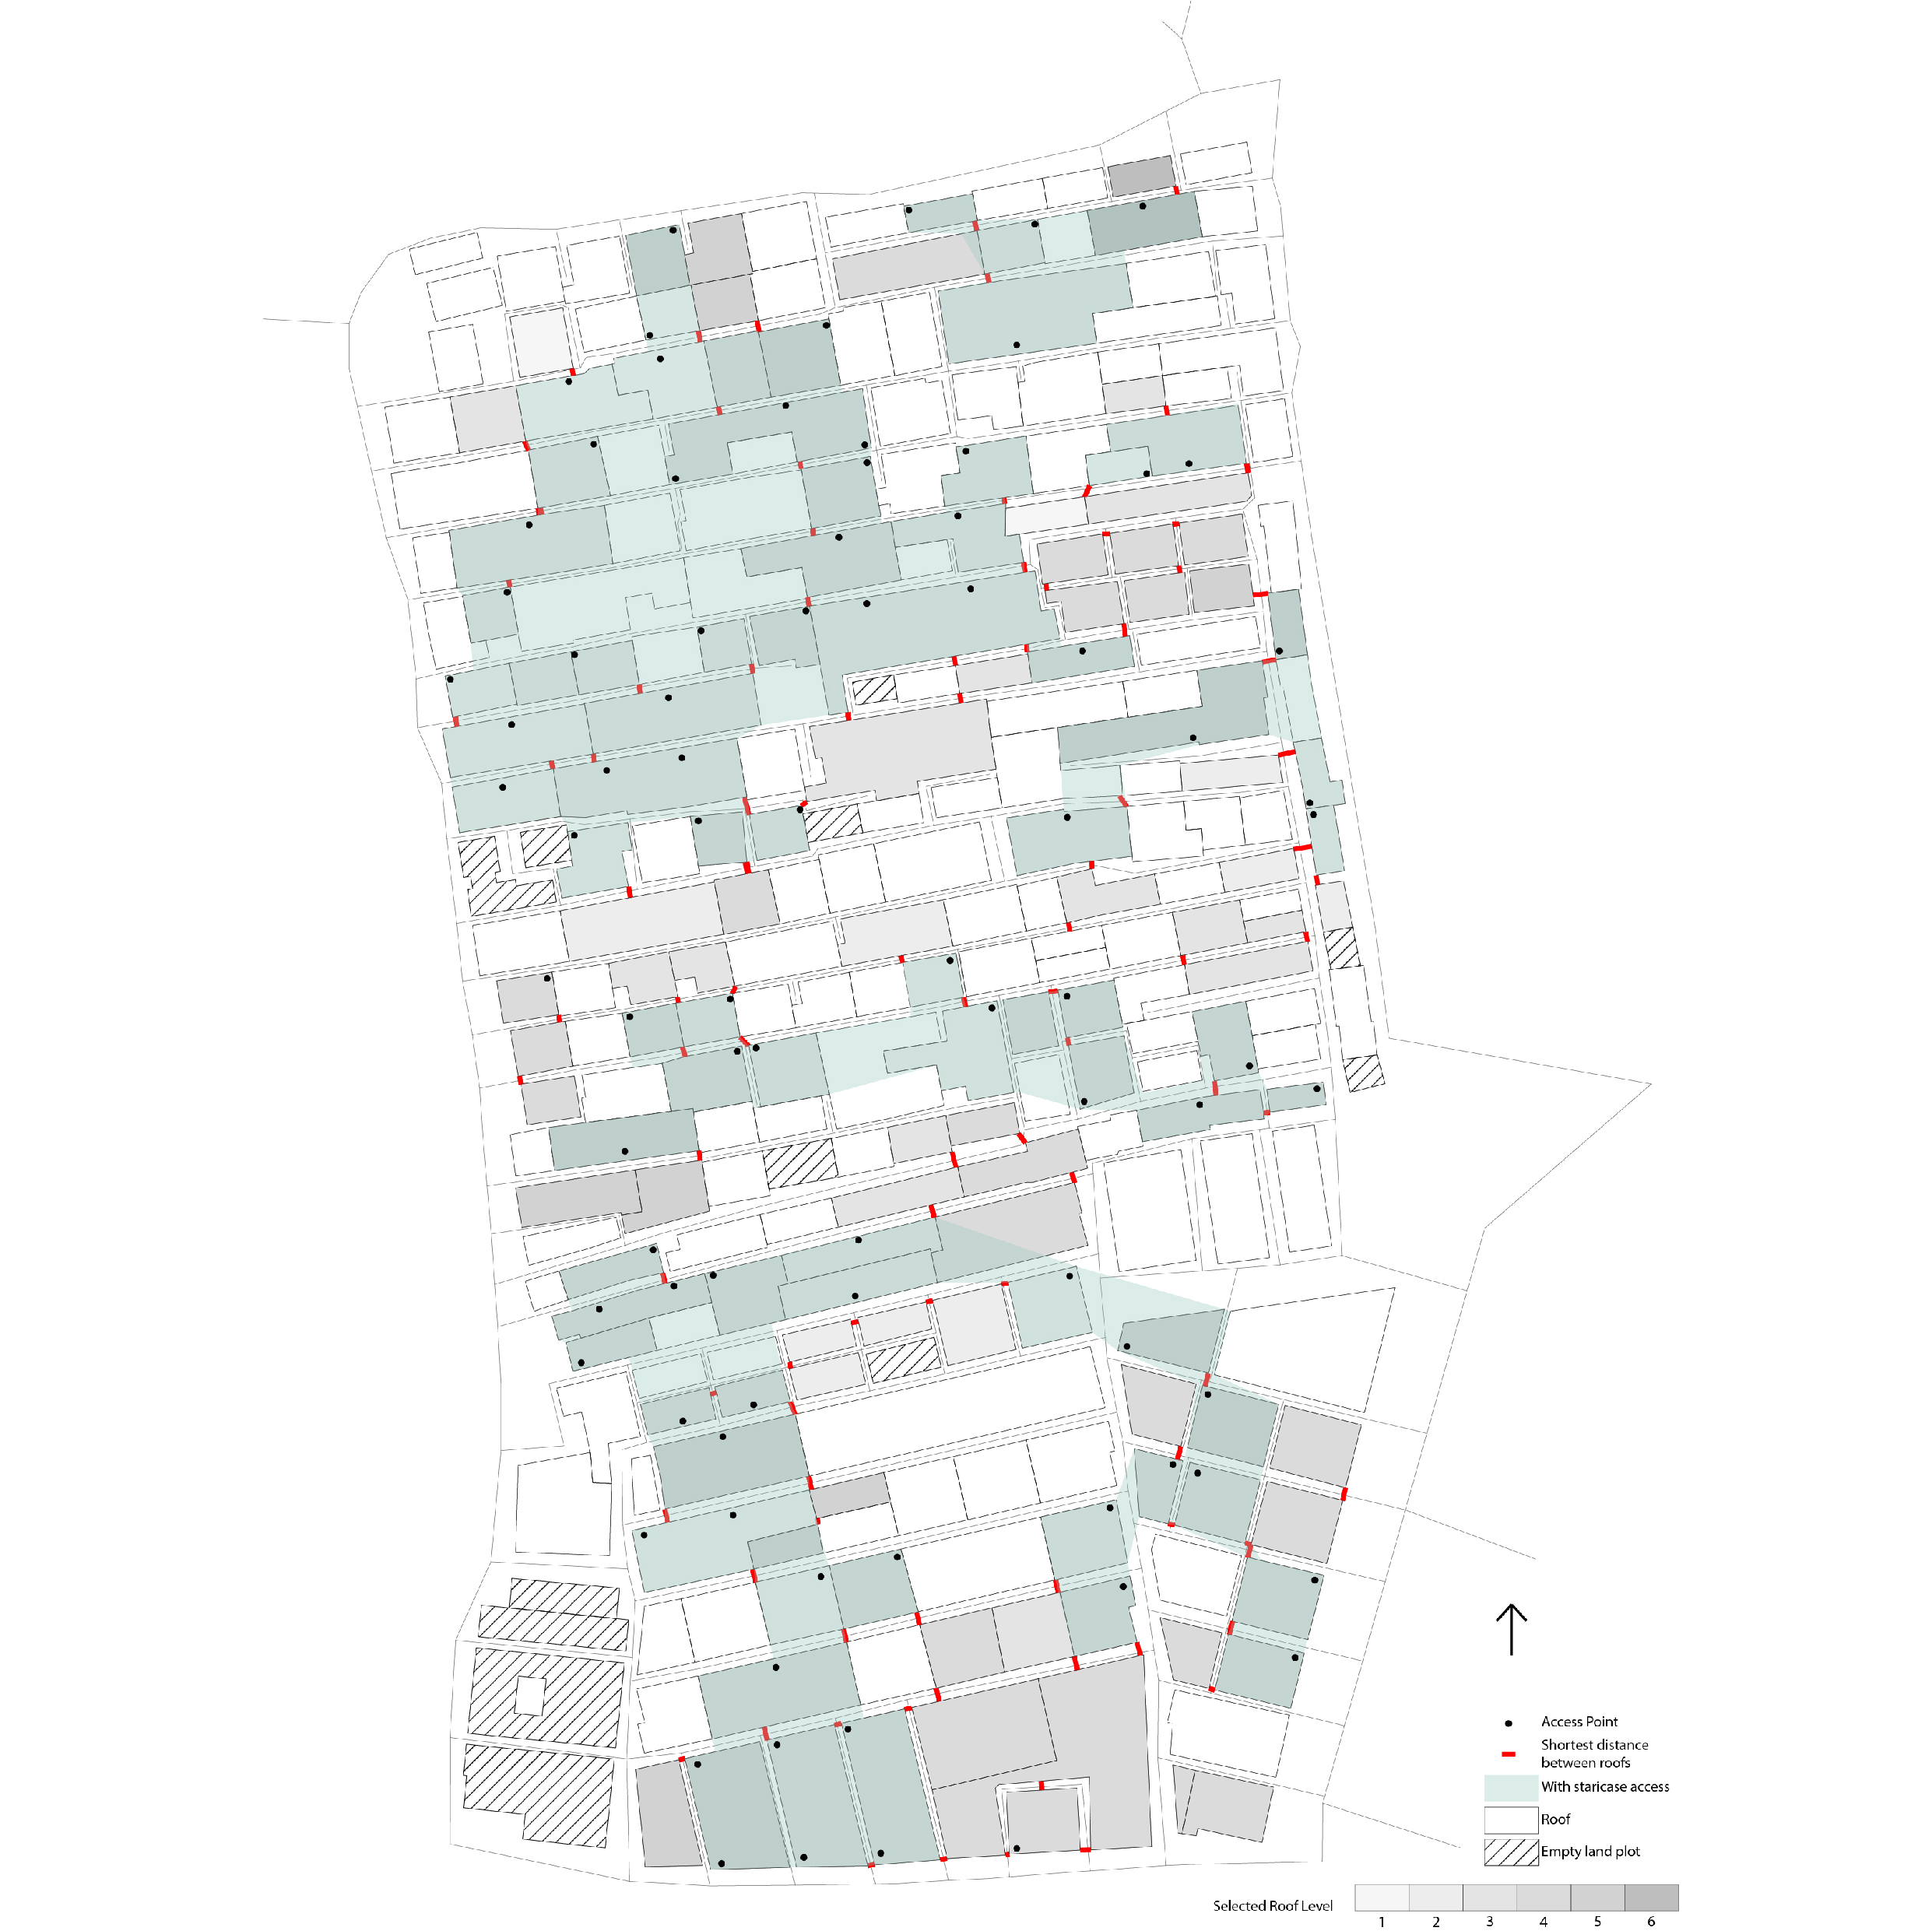 Access Point
Shortest distance
between roofs
With staricase access
Roof
Empty land plot
Selected Roof Level
1 2 3 4 5 6